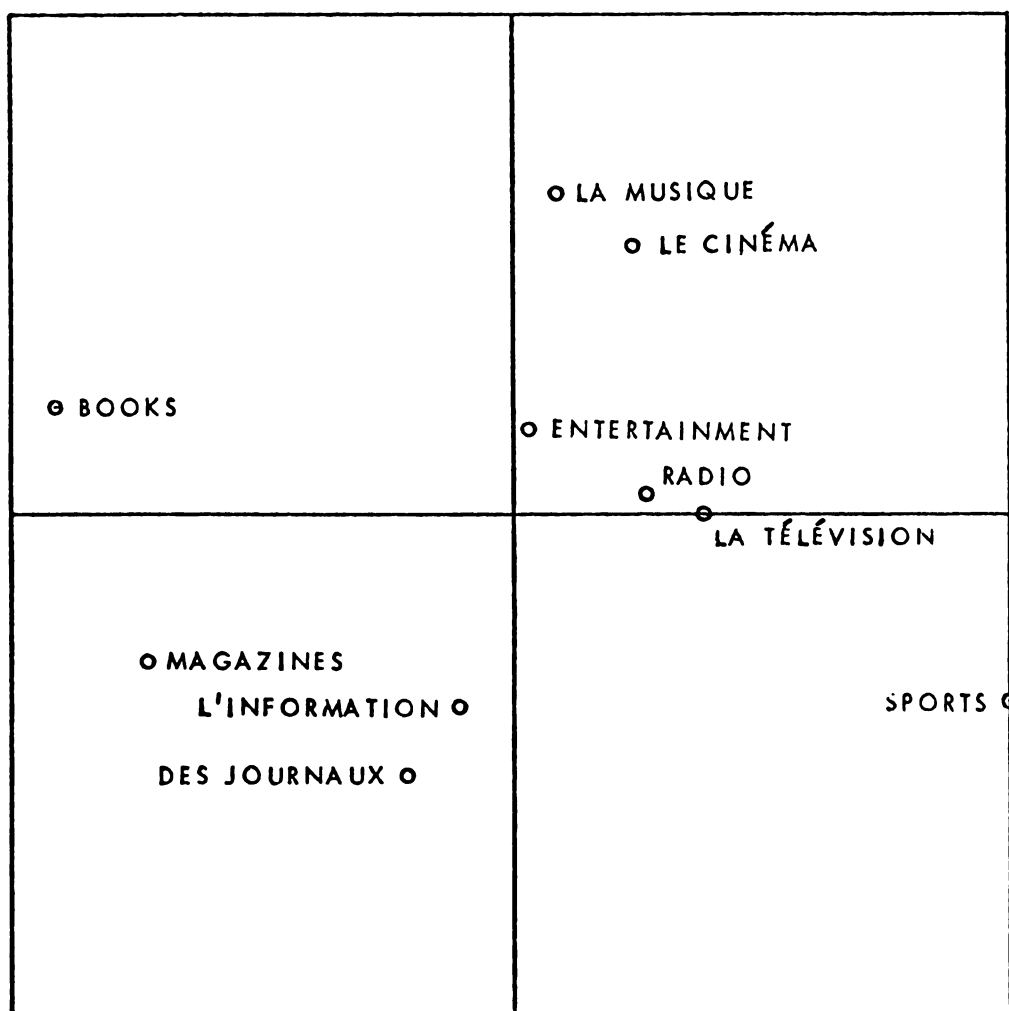 LA MUSIQUE
LE CINÉMA
BOOKS
ENTERTAINMENT
RADIO
LA TÉLÉVISION
MAGAZINES
L'INFORMATION
SPORTS
DES JOURNAUX